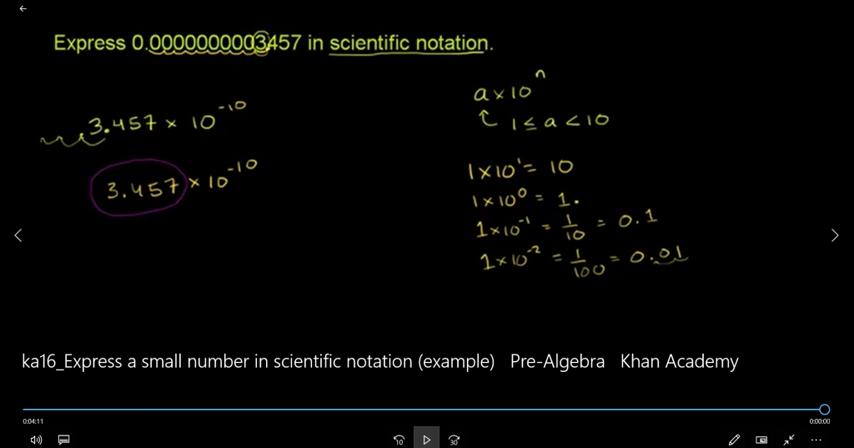 Express 0.0000000003457 in scientific notation.
3.457 × 10⁻¹⁰
3.457 × 10⁻¹⁰
a × 10ⁿ
1 ≤ a < 10
1 × 10¹ = 10
1 × 10⁰ = 1.
1 × 10⁻¹ = 1/10 = 0.1
1 × 10⁻² = 1/100 = 0.01
ka16_Express a small number in scientific notation (example) Pre-Algebra Khan Academy
0:04:11
0:00:00
10
30